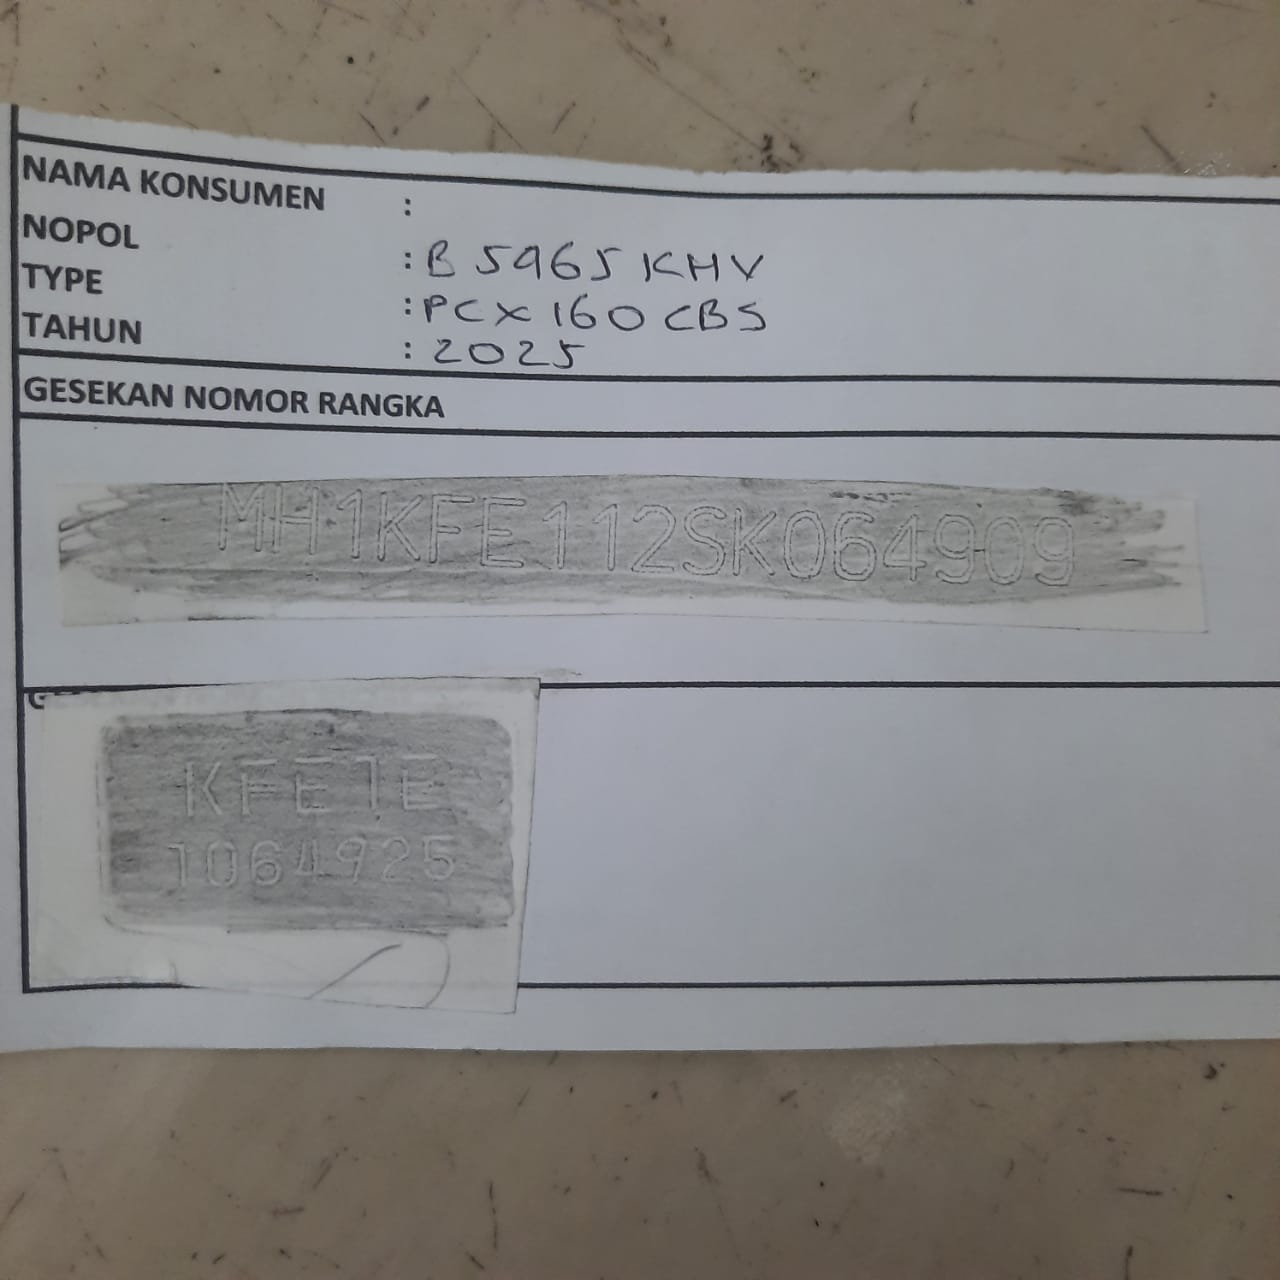 NAMA KONSUMEN :
NOPOL : B 5965 KHV
TYPE : PCX 160 CBS
TAHUN : 2025
GESEKAN NOMOR RANGKA
MH1KFE112SK064909
KFE1E
1064925